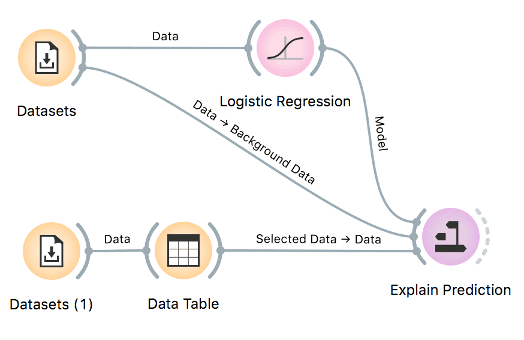 Data
Datasets
Logistic Regression
Data → Background Data
Model
Data
Selected Data → Data
Datasets (1)
Data Table
Explain Prediction